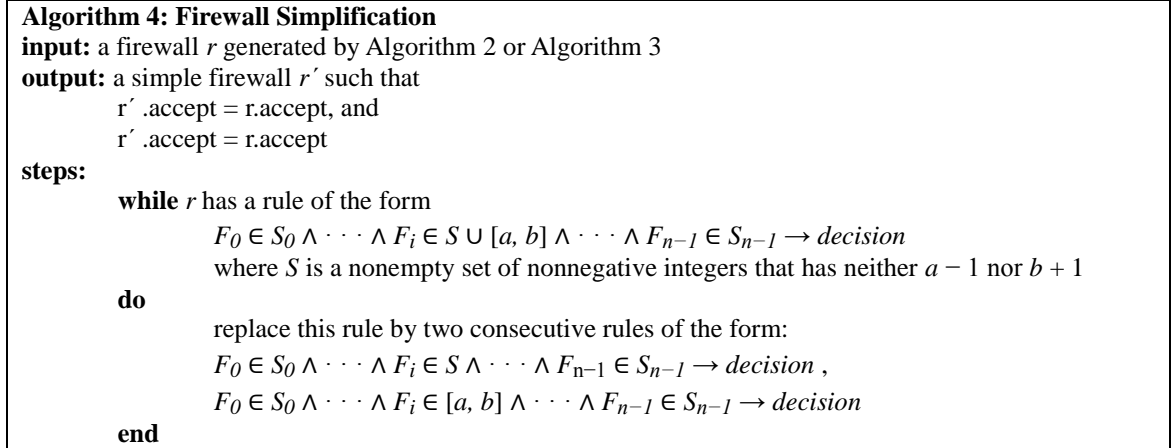 Algorithm 4: Firewall Simplification
input: a firewall r generated by Algorithm 2 or Algorithm 3
output: a simple firewall r´ such that
r´ .accept = r.accept, and
r´ .accept = r.accept
steps:
while r has a rule of the form
F0 ∈ S0 ∧ · · · ∧ Fi ∈ S ∪ [a, b] ∧ · · · ∧ Fn−1 ∈ Sn−1 → decision
where S is a nonempty set of nonnegative integers that has neither a − 1 nor b + 1
do
replace this rule by two consecutive rules of the form:
F0 ∈ S0 ∧ · · · ∧ Fi ∈ S ∧ · · · ∧ Fn−1 ∈ Sn−1 → decision ,
F0 ∈ S0 ∧ · · · ∧ Fi ∈ [a, b] ∧ · · · ∧ Fn−1 ∈ Sn−1 → decision
end